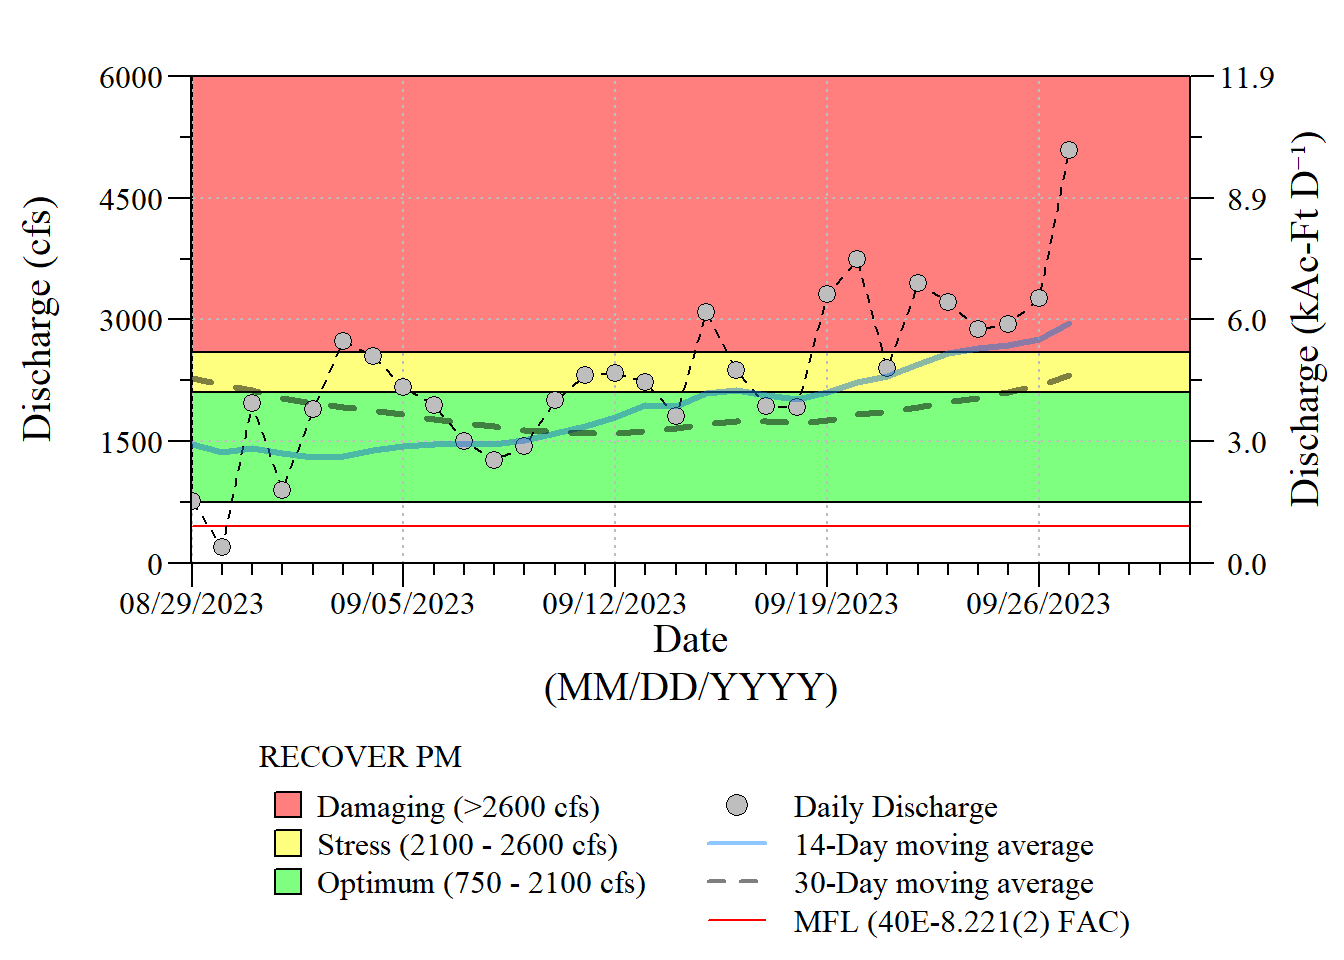 6000
4500
3000
1500
0
Discharge (cfs)
11.9
8.9
6.0
3.0
0.0
Discharge (kAc-Ft D⁻¹)
08/29/2023 09/05/2023 09/12/2023 09/19/2023 09/26/2023
Date
(MM/DD/YYYY)
RECOVER PM
Damaging (>2600 cfs)
Stress (2100 - 2600 cfs)
Optimum (750 - 2100 cfs)
Daily Discharge
14-Day moving average
30-Day moving average
MFL (40E-8.221(2) FAC)